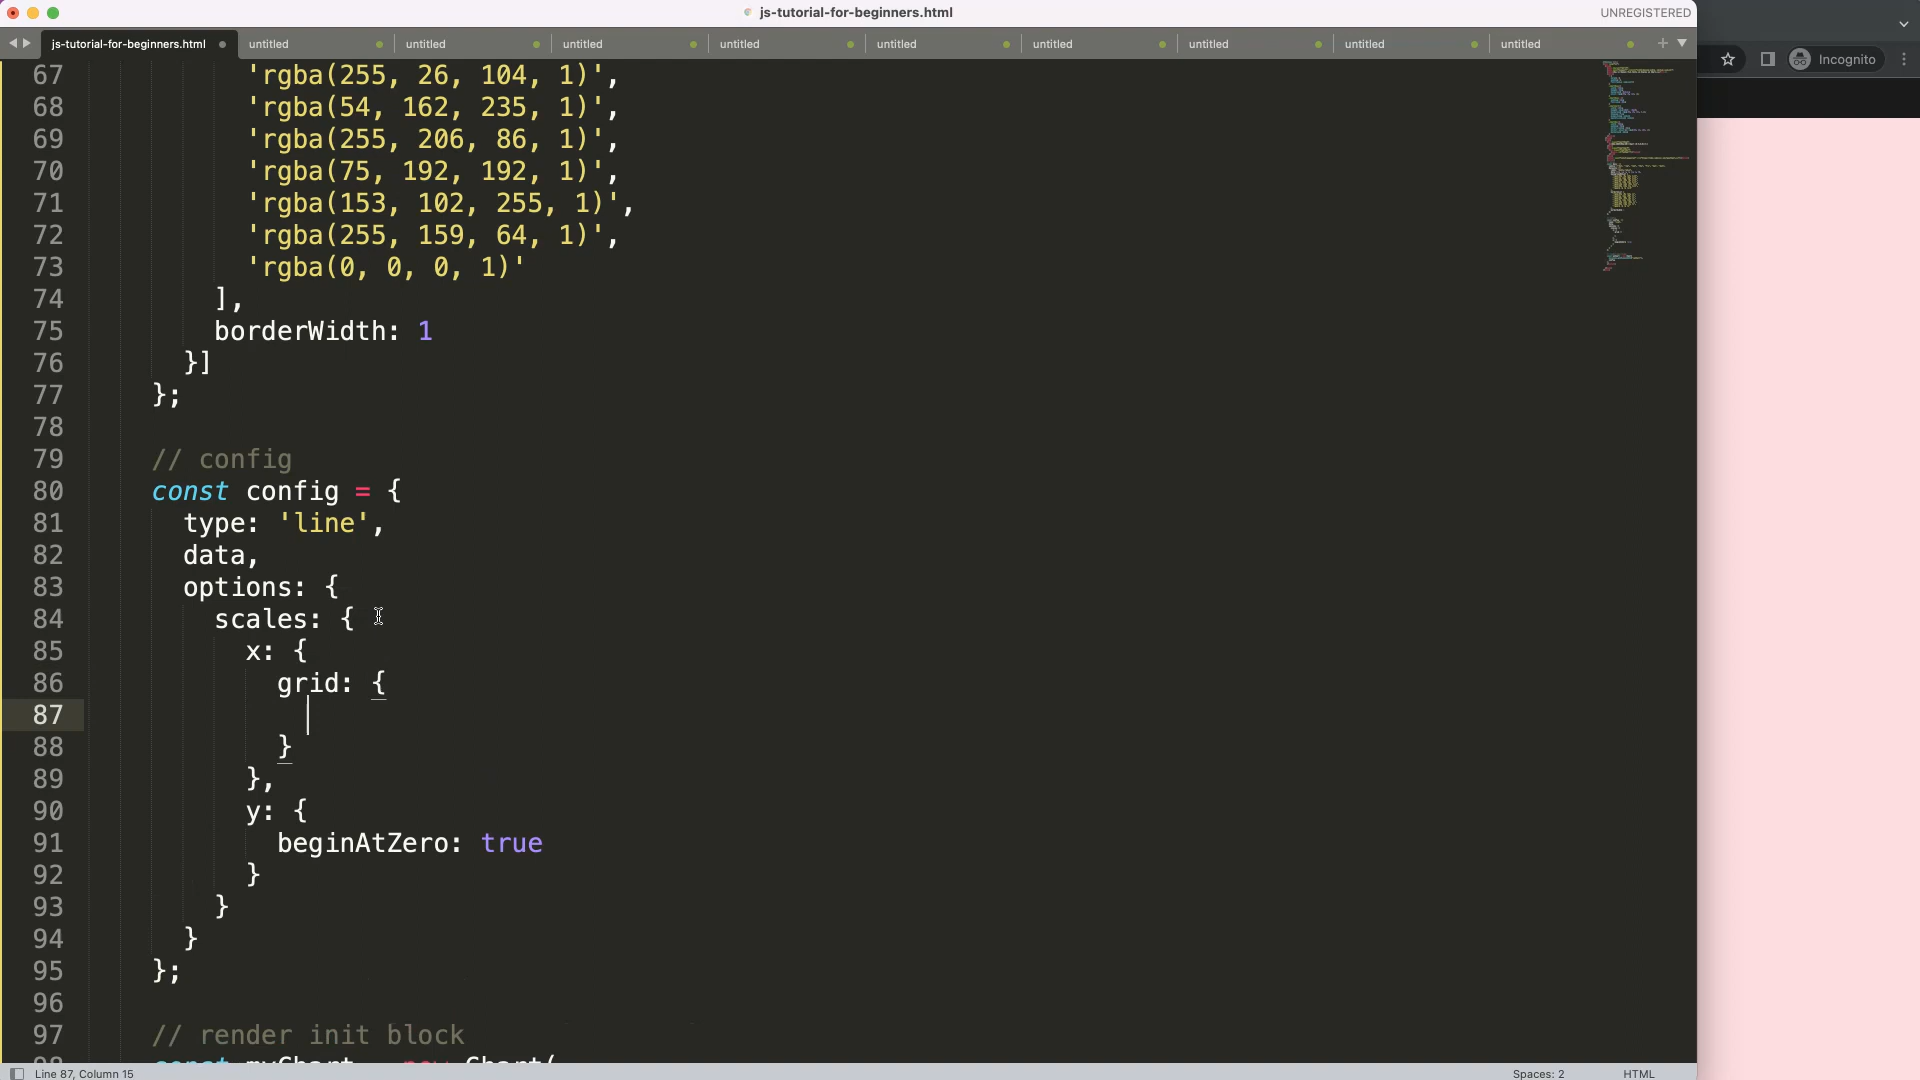 js-tutorial-for-beginners.html
UNREGISTERED
js-tutorial-for-beginners.html untitled untitled untitled untitled untitled untitled untitled untitled untitled
Incognito
67 'rgba(255, 26, 104, 1)',
68 'rgba(54, 162, 235, 1)',
69 'rgba(255, 206, 86, 1)',
70 'rgba(75, 192, 192, 1)',
71 'rgba(153, 102, 255, 1)',
72 'rgba(255, 159, 64, 1)',
73 'rgba(0, 0, 0, 1)'
74 ],
75 borderWidth: 1
76 }]
77 };
78
79 // config
80 const config = {
81 type: 'line',
82 data,
83 options: {
84 scales: {
85 x: {
86 grid: {
87
88 }
89 },
90 y: {
91 beginAtZero: true
92 }
93 }
94 }
95 };
96
97 // render init block
98 const myChart = new Chart(
Line 87, Column 15
Spaces: 2
HTML